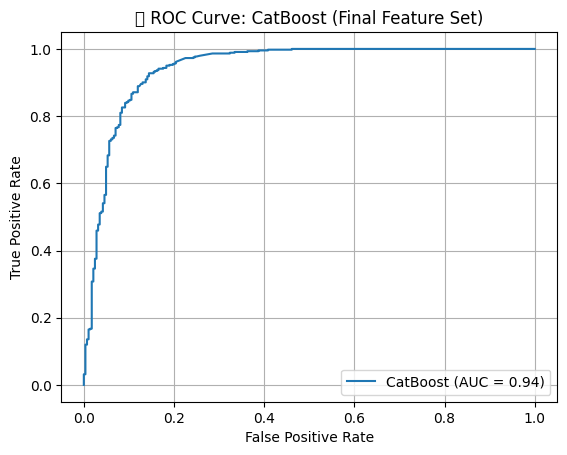 ROC Curve: CatBoost (Final Feature Set)
1.0
0.8
0.6
0.4
0.2
0.0
True Positive Rate
CatBoost (AUC = 0.94)
0.0 0.2 0.4 0.6 0.8 1.0
False Positive Rate